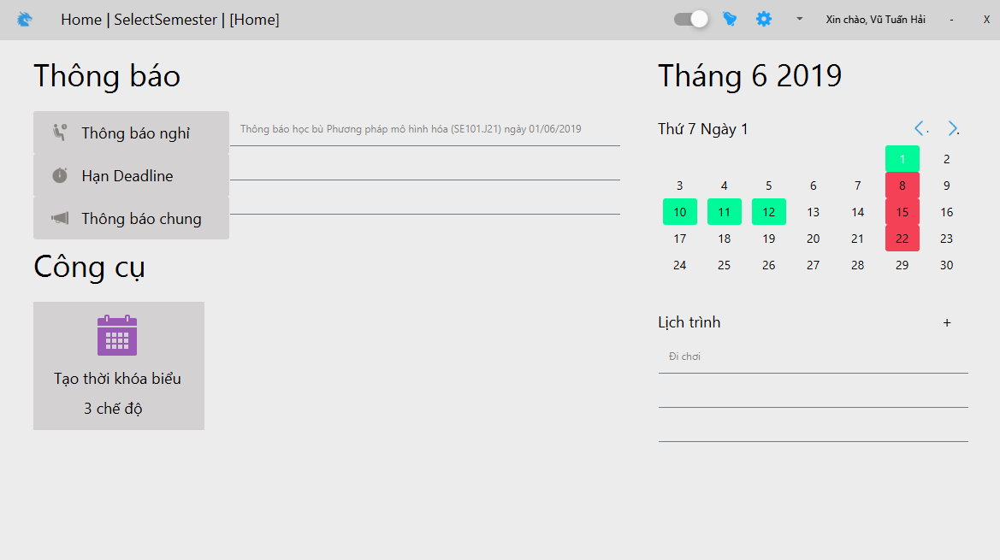 Home | SelectSemester | [Home]
Xin chào, Vũ Tuấn Hải
-
X
Thông báo
Thông báo nghỉ
Hạn Deadline
Thông báo chung
Thông báo học bù Phương pháp mô hình hóa (SE101.J21) ngày 01/06/2019
Công cụ
Tạo thời khóa biểu
3 chế độ
Tháng 6 2019
Thứ 7 Ngày 1
1 2
3 4 5 6 7 8 9
10 11 12 13 14 15 16
17 18 19 20 21 22 23
24 25 26 27 28 29 30
Lịch trình +
Đi chơi